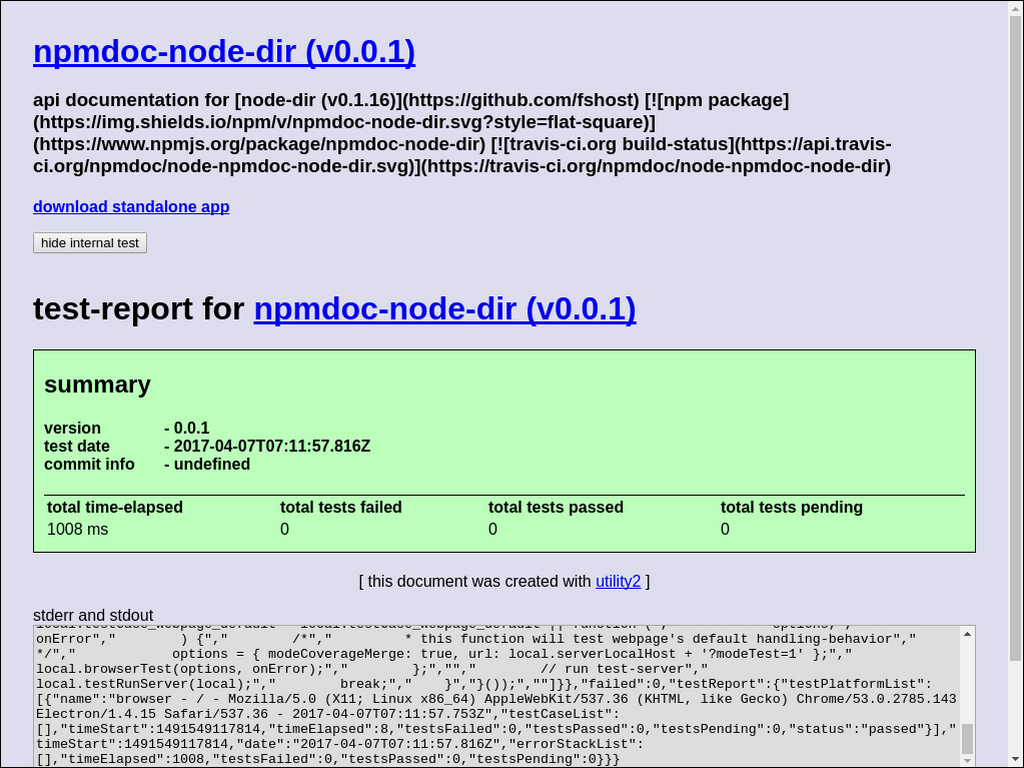 npmdoc-node-dir (v0.0.1)
api documentation for [node-dir (v0.1.16)](https://github.com/fshost) [![npm package]
(https://img.shields.io/npm/v/npmdoc-node-dir.svg?style=flat-square)]
(https://www.npmjs.org/package/npmdoc-node-dir) [![travis-ci.org build-status](https://api.travis-
ci.org/npmdoc/node-npmdoc-node-dir.svg)](https://travis-ci.org/npmdoc/node-npmdoc-node-dir)
download standalone app
hide internal test
test-report for npmdoc-node-dir (v0.0.1)
summary
version - 0.0.1
test date - 2017-04-07T07:11:57.816Z
commit info - undefined
total time-elapsed total tests failed total tests passed total tests pending
1008 ms 0 0 0
[ this document was created with utility2 ]
stderr and stdout
local.testCase_webpage_default = local.testCase_webpage_default || function (","            options,","
onError","        ) {","        /*","         * this function will test webpage's default handling-behavior","
*/","            options = { modeCoverageMerge: true, url: local.serverLocalHost + '?modeTest=1' };","
local.browserTest(options, onError);","        };","","        // run test-server","
local.testRunServer(local);","        break;","    }","}());",""]}},"failed":0,"testReport":{"testPlatformList":
[{"name":"browser - / - Mozilla/5.0 (X11; Linux x86_64) AppleWebKit/537.36 (KHTML, like Gecko) Chrome/53.0.2785.143
Electron/1.4.15 Safari/537.36 - 2017-04-07T07:11:57.753Z","testCaseList":
[],"timeStart":1491549117814,"timeElapsed":8,"testsFailed":0,"testsPassed":0,"testsPending":0,"status":"passed"}],"
timeStart":1491549117814,"date":"2017-04-07T07:11:57.816Z","errorStackList":
[],"timeElapsed":1008,"testsFailed":0,"testsPassed":0,"testsPending":0}}}